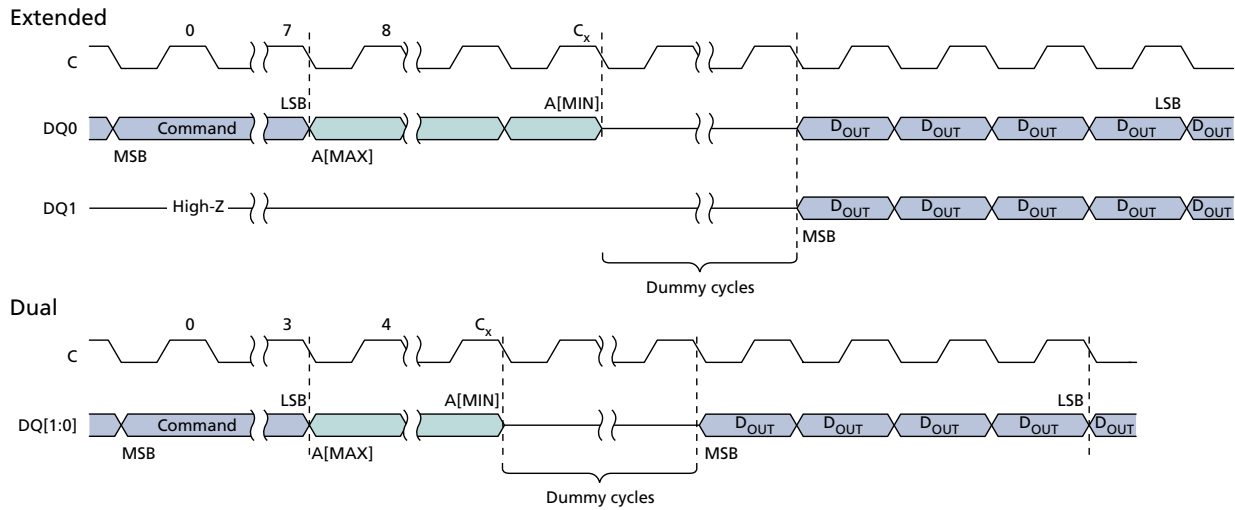 Extended
0 7 8 Cx
C
LSB A[MIN] LSB
DQ0 Command DOUT DOUT DOUT DOUT DOUT
MSB A[MAX]
DQ1 High-Z DOUT DOUT DOUT DOUT DOUT
MSB
Dummy cycles
Dual
0 3 4 Cx
C
LSB A[MIN] LSB
DQ[1:0] Command DOUT DOUT DOUT DOUT DOUT
MSB A[MAX] MSB
Dummy cycles